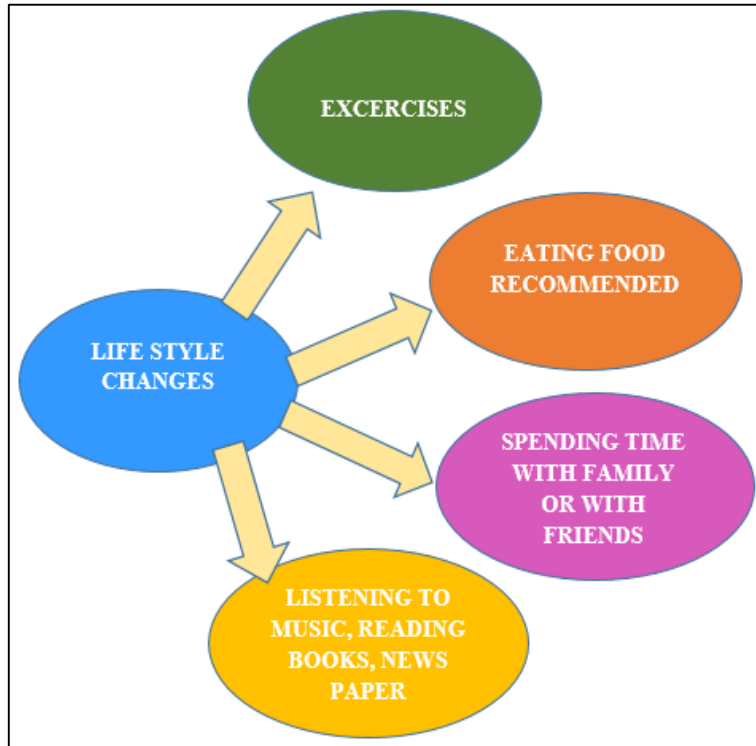 EXCERCISES
EATING FOOD
RECOMMENDED
LIFE STYLE
CHANGES
SPENDING TIME
WITH FAMILY
OR WITH
FRIENDS
LISTENING TO
MUSIC, READING
BOOKS, NEWS
PAPER